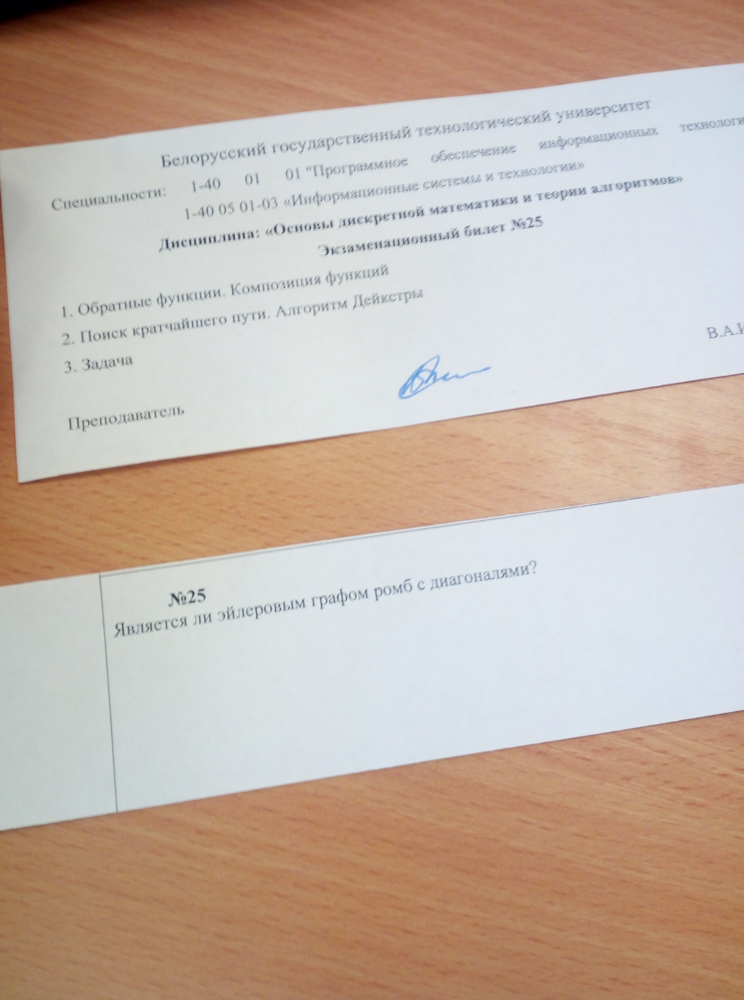 Белорусский государственный технологический университет
Специальности: 1-40 01 01 "Программное обеспечение информационных технологи
1-40 05 01-03 «Информационные системы и технологии»
Дисциплина: «Основы дискретной математики и теории алгоритмов»
Экзаменационный билет №25
1. Обратные функции. Композиция функций
2. Поиск кратчайшего пути. Алгоритм Дейкстры
3. Задача
Преподаватель В.А.И
№25
Является ли эйлеровым графом ромб с диагоналями?